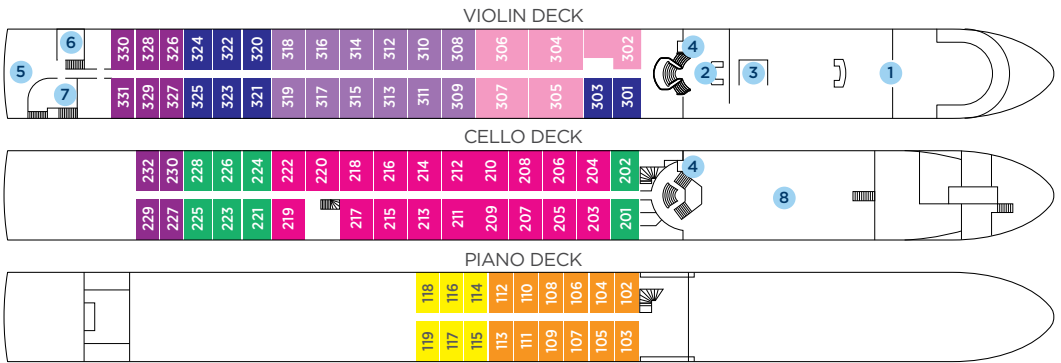 VIOLIN DECK
6 330 328 326 324 322 320 318 316 314 312 310 308 306 304 302 4
5 2 3 1
7 331 329 327 325 323 321 319 317 315 313 311 309 307 305 303 301
CELLO DECK
232 230 228 226 224 222 220 218 216 214 212 210 208 206 204 202 4
8
229 227 225 223 221 219 217 215 213 211 209 207 205 203 201
PIANO DECK
118 116 114 112 110 108 106 104 102
119 117 115 113 111 109 107 105 103